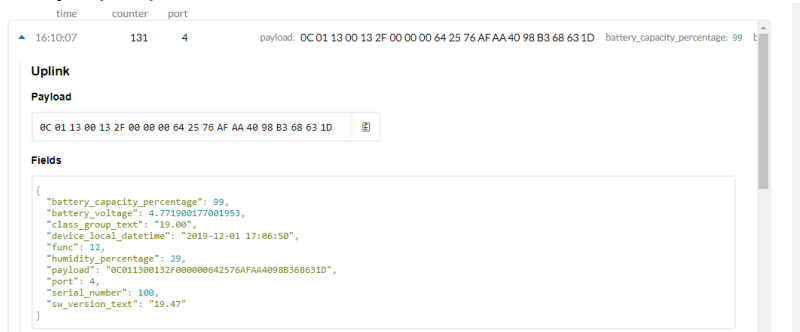 time counter port
16:10:07 131 4 payload: 0C 01 13 00 13 2F 00 00 00 64 25 76 AF AA 40 98 B3 68 63 1D battery_capacity_percentage: 99
Uplink
Payload
0C 01 13 00 13 2F 00 00 00 64 25 76 AF AA 40 98 B3 68 63 1D
Fields
{
"battery_capacity_percentage": 99,
"battery_voltage": 4.771900177001953,
"class_group_text": "19.00",
"device_local_datetime": "2019-12-01 17:06:50",
"func": 12,
"humidity_percentage": 29,
"payload": "0C011300132F000000642576AFAA4098B368631D",
"port": 4,
"serial_number": 100,
"sw_version_text": "19.47"
}